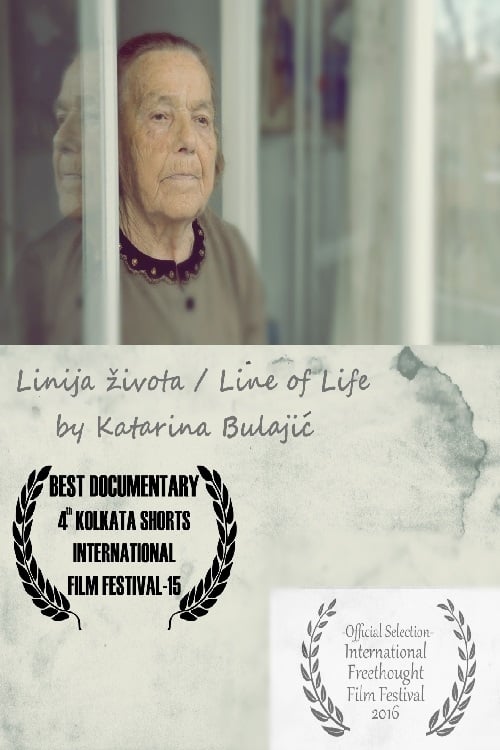 Linija života / Line of Life
by Katarina Bulajić
BEST DOCUMENTARY
4th KOLKATA SHORTS
INTERNATIONAL
FILM FESTIVAL-15
-Official Selection-
International
Freethought
Film Festival
2016